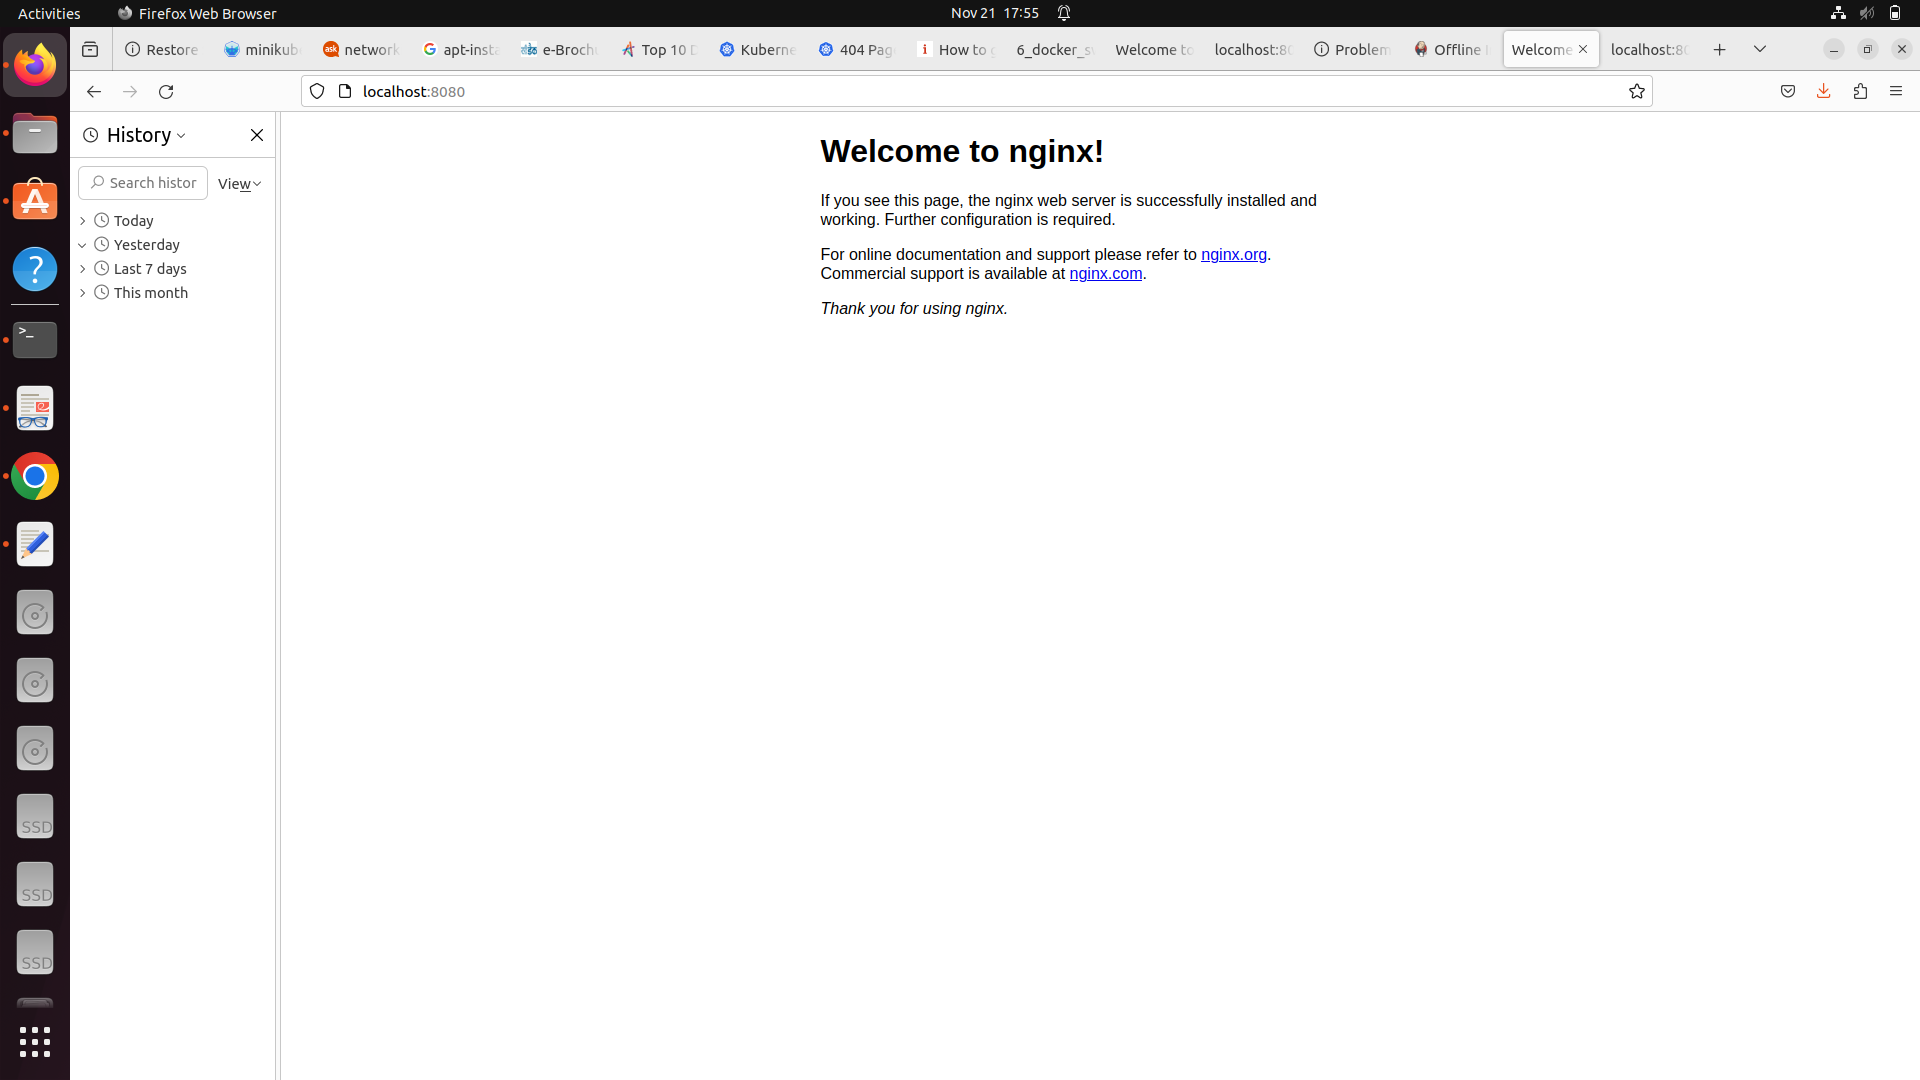 Activities
Firefox Web Browser
Nov 21 17:55
Restore
minikub
network
apt-insta
e-Broch
Top 10 D
Kuberne
404 Pag
How to g
6_docker_sw
Welcome to
localhost:80
Problem
Offline I
Welcome
localhost:80
localhost:8080
History
Search histor
View
Today
Yesterday
Last 7 days
This month
Welcome to nginx!
If you see this page, the nginx web server is successfully installed and
working. Further configuration is required.
For online documentation and support please refer to nginx.org.
Commercial support is available at nginx.com.
Thank you for using nginx.
>_
SSD
SSD
SSD